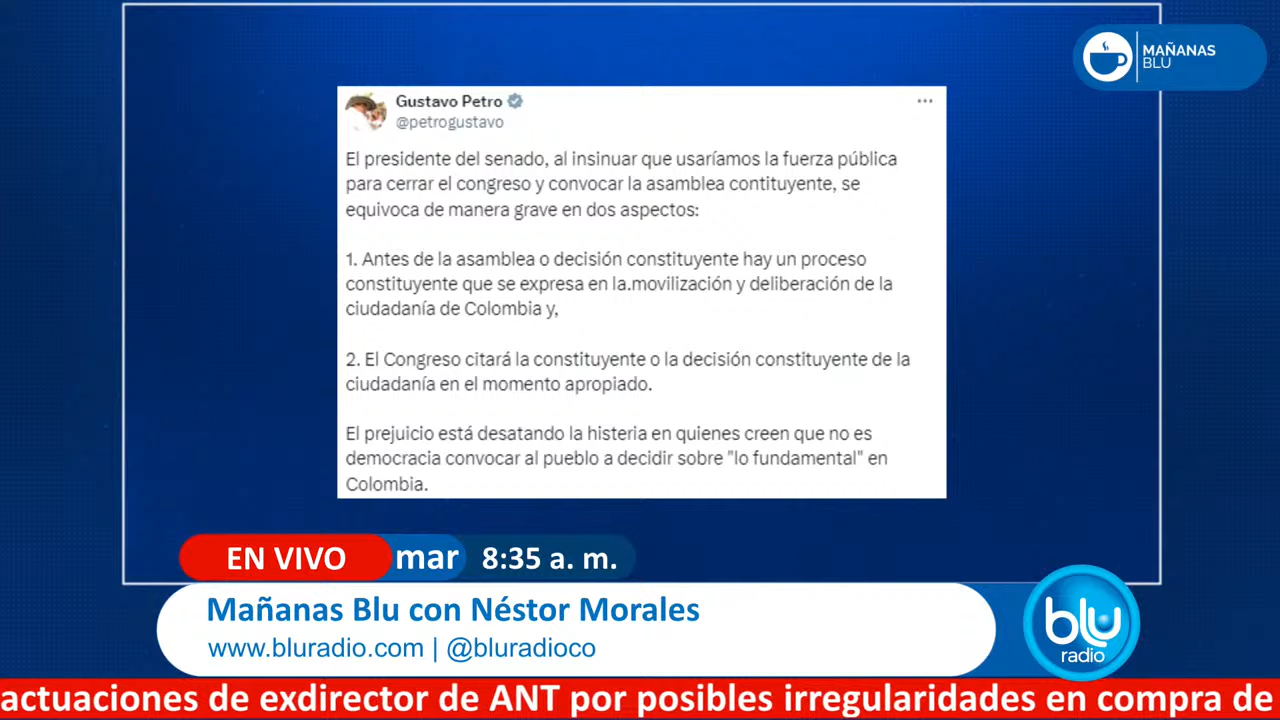 MAÑANAS
BLU
Gustavo Petro
@petrogustavo
El presidente del senado, al insinuar que usaríamos la fuerza pública
para cerrar el congreso y convocar la asamblea contituyente, se
equivoca de manera grave en dos aspectos:
1. Antes de la asamblea o decisión constituyente hay un proceso
constituyente que se expresa en la.movilización y deliberación de la
ciudadanía de Colombia y,
2. El Congreso citará la constituyente o la decisión constituyente de la
ciudadanía en el momento apropiado.
El prejuicio está desatando la histeria en quienes creen que no es
democracia convocar al pueblo a decidir sobre "lo fundamental" en
Colombia.
EN VIVO mar 8:35 a. m.
Mañanas Blu con Néstor Morales
www.bluradio.com | @bluradioco
blu
radio
actuaciones de exdirector de ANT por posibles irregularidades en compra de